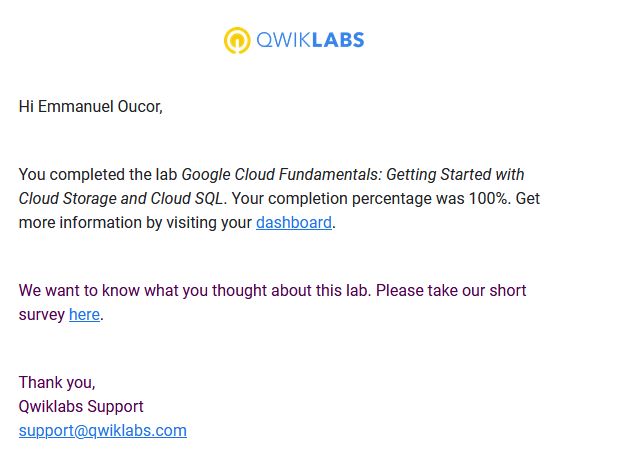 QWIKLABS
Hi Emmanuel Oucor,
You completed the lab Google Cloud Fundamentals: Getting Started with
Cloud Storage and Cloud SQL. Your completion percentage was 100%. Get
more information by visiting your dashboard.
We want to know what you thought about this lab. Please take our short
survey here.
Thank you,
Qwiklabs Support
support@qwiklabs.com